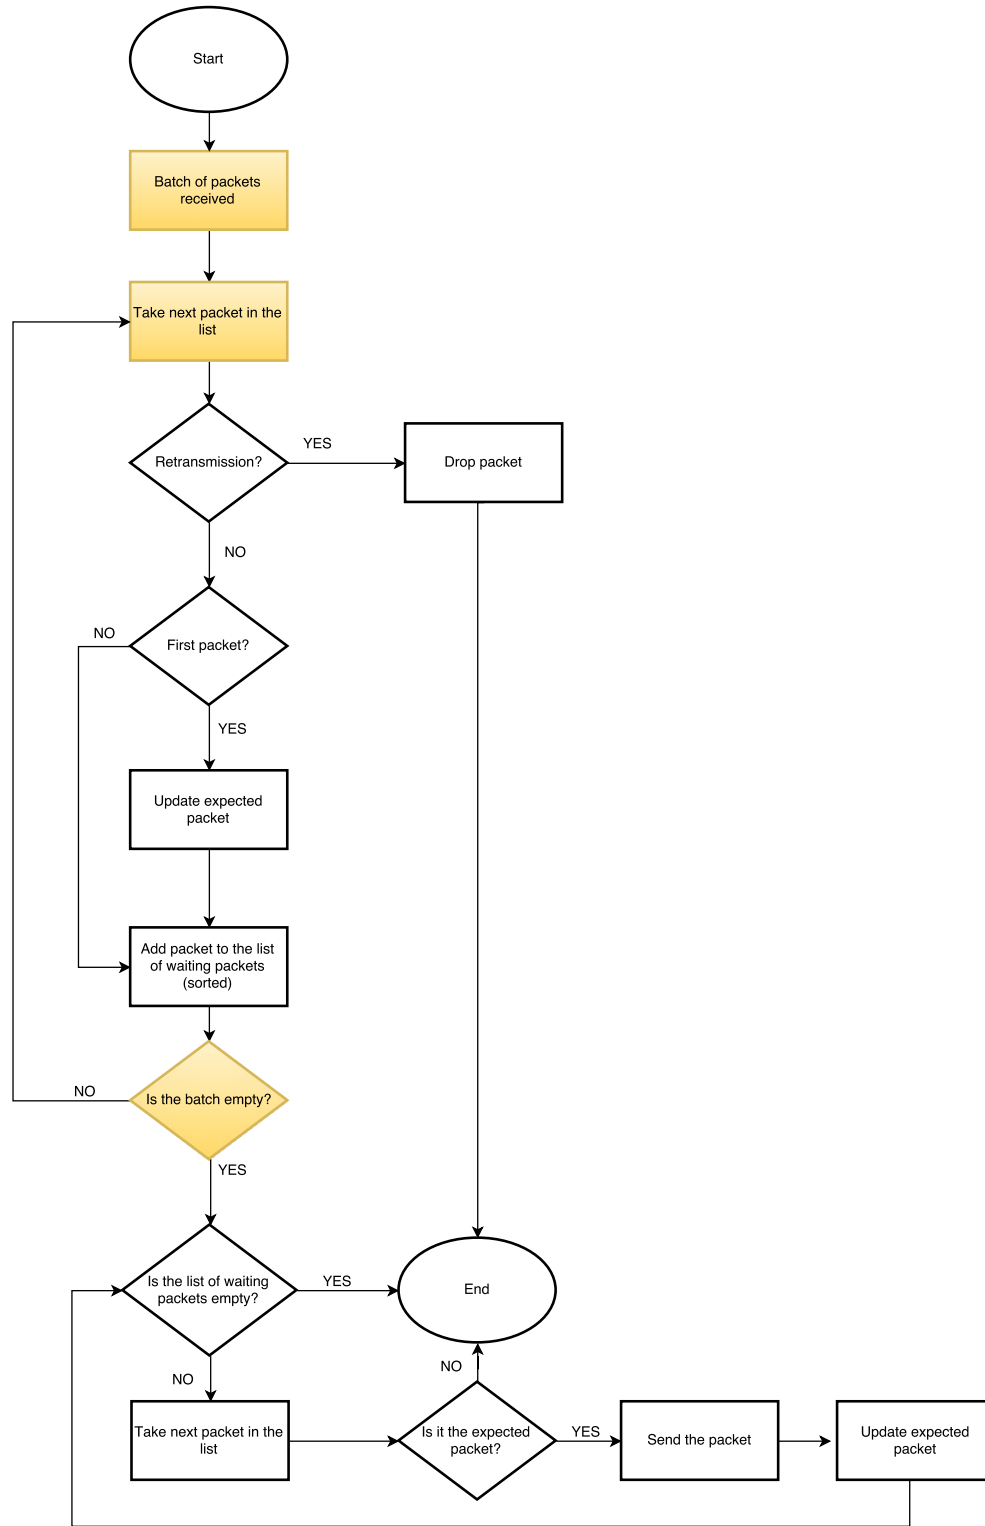 Start
Batch of packets
received
Take next packet in the
list
Retransmission?
YES
Drop packet
NO
First packet?
NO
YES
Update expected
packet
Add packet to the list
of waiting packets
(sorted)
Is the batch empty?
NO
YES
Is the list of waiting
packets empty?
YES
End
NO
Take next packet in the
list
NO
Is it the expected
packet?
YES
Send the packet
Update expected
packet